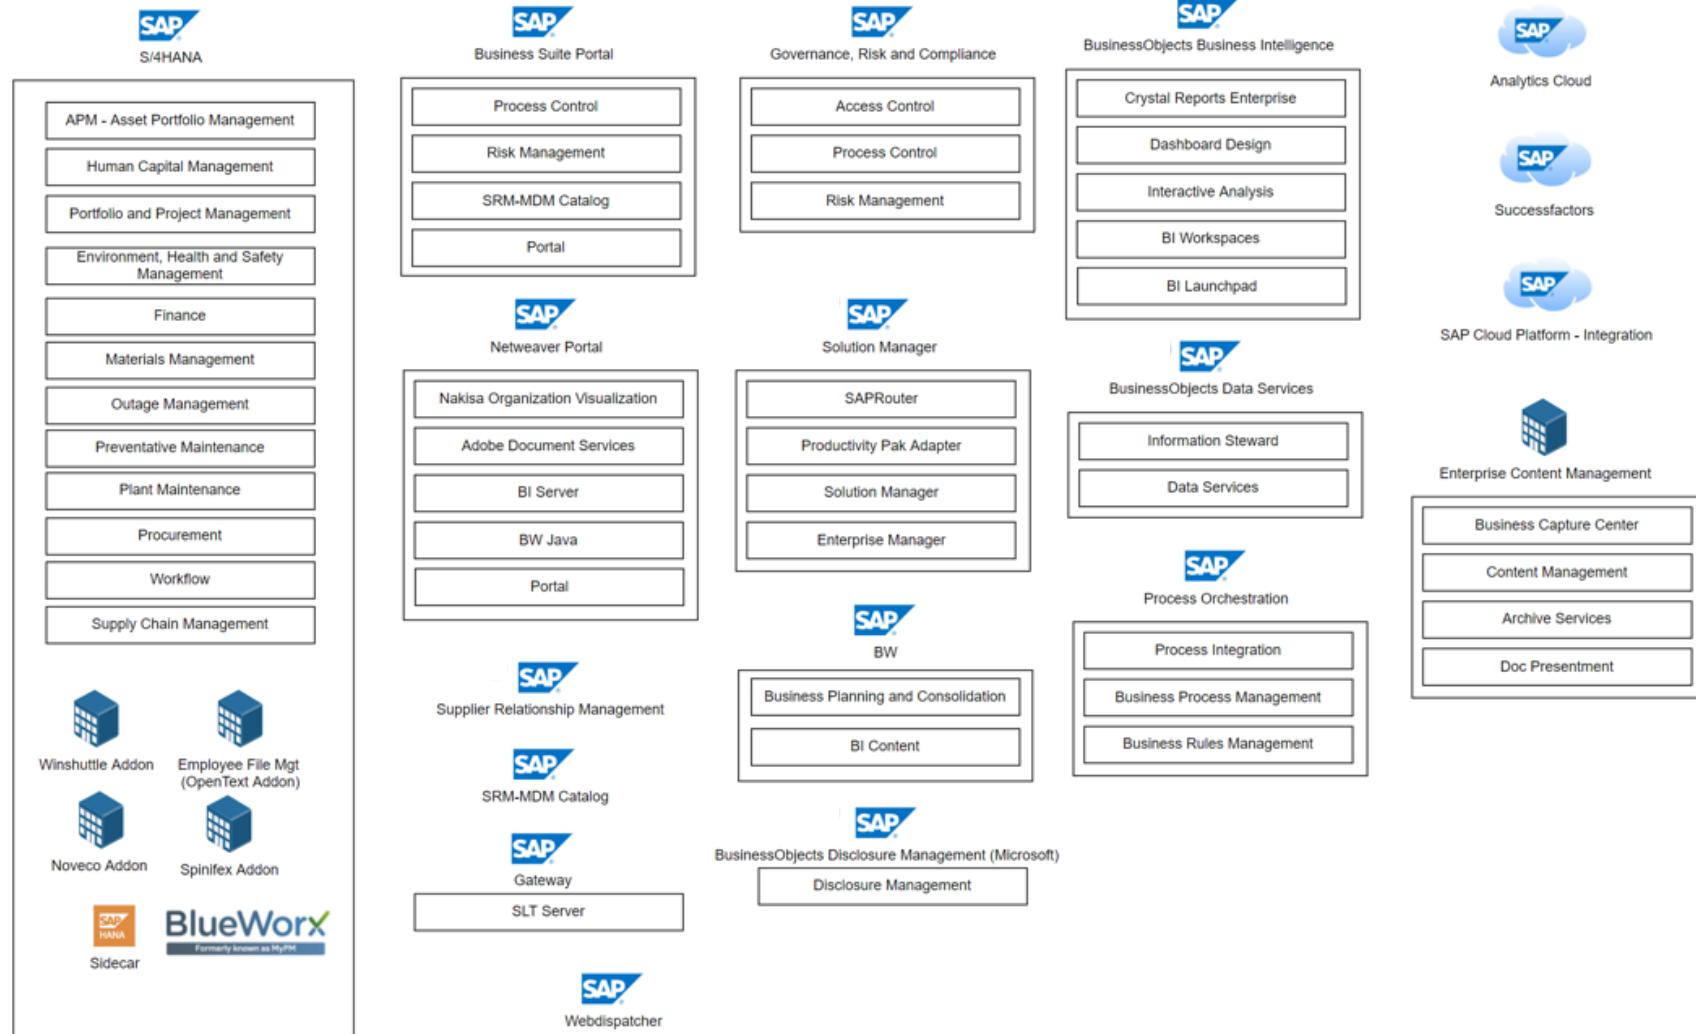 SAP
S/4HANA
APM - Asset Portfolio Management
Human Capital Management
Portfolio and Project Management
Environment, Health and Safety
Management
Finance
Materials Management
Outage Management
Preventative Maintenance
Plant Maintenance
Procurement
Workflow
Supply Chain Management
Winshuttle Addon
Employee File Mgt
(OpenText Addon)
Noveco Addon
Spinifex Addon
SAP
HANA
Sidecar
BlueWorx
Formerly known as MyPM
SAP
Business Suite Portal
Process Control
Risk Management
SRM-MDM Catalog
Portal
SAP
Netweaver Portal
Nakisa Organization Visualization
Adobe Document Services
BI Server
BW Java
Portal
SAP
Supplier Relationship Management
SAP
SRM-MDM Catalog
SAP
Gateway
SLT Server
SAP
Webdispatcher
SAP
Governance, Risk and Compliance
Access Control
Process Control
Risk Management
SAP
Solution Manager
SAPRouter
Productivity Pak Adapter
Solution Manager
Enterprise Manager
SAP
BW
Business Planning and Consolidation
BI Content
SAP
BusinessObjects Disclosure Management (Microsoft)
Disclosure Management
SAP
BusinessObjects Business Intelligence
Crystal Reports Enterprise
Dashboard Design
Interactive Analysis
BI Workspaces
BI Launchpad
SAP
BusinessObjects Data Services
Information Steward
Data Services
SAP
Process Orchestration
Process Integration
Business Process Management
Business Rules Management
SAP
Analytics Cloud
SAP
Successfactors
SAP
SAP Cloud Platform - Integration
Enterprise Content Management
Business Capture Center
Content Management
Archive Services
Doc Presentment